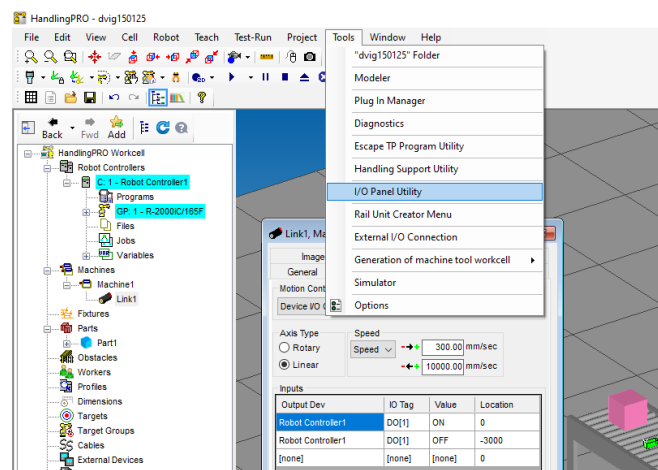 HandlingPRO - dvig150125
File Edit View Cell Robot Teach Test-Run Project Tools Window Help
"dvig150125" Folder
Modeler
Plug In Manager
Diagnostics
Escape TP Program Utility
Handling Support Utility
I/O Panel Utility
Rail Unit Creator Menu
External I/O Connection
Generation of machine tool workcell
Simulator
Options
Back Fwd Add
HandlingPRO Workcell
Robot Controllers
C: 1 - Robot Controller1
Programs
GP: 1 - R-2000iC/165F
Files
Jobs
Variables
Machines
Machine1
Link1
Fixtures
Parts
Part1
Obstacles
Workers
Profiles
Dimensions
Targets
Target Groups
Cables
External Devices
Link1, Ma
Image
General
Motion Cont
Device I/O
Axis Type Speed
Rotary Speed 300.00 mm/sec
Linear 10000.00 mm/sec
Inputs
Output Dev IO Tag Value Location
Robot Controller1 DO[1] ON 0
Robot Controller1 DO[1] OFF -3000
[none] [none] [none] 0